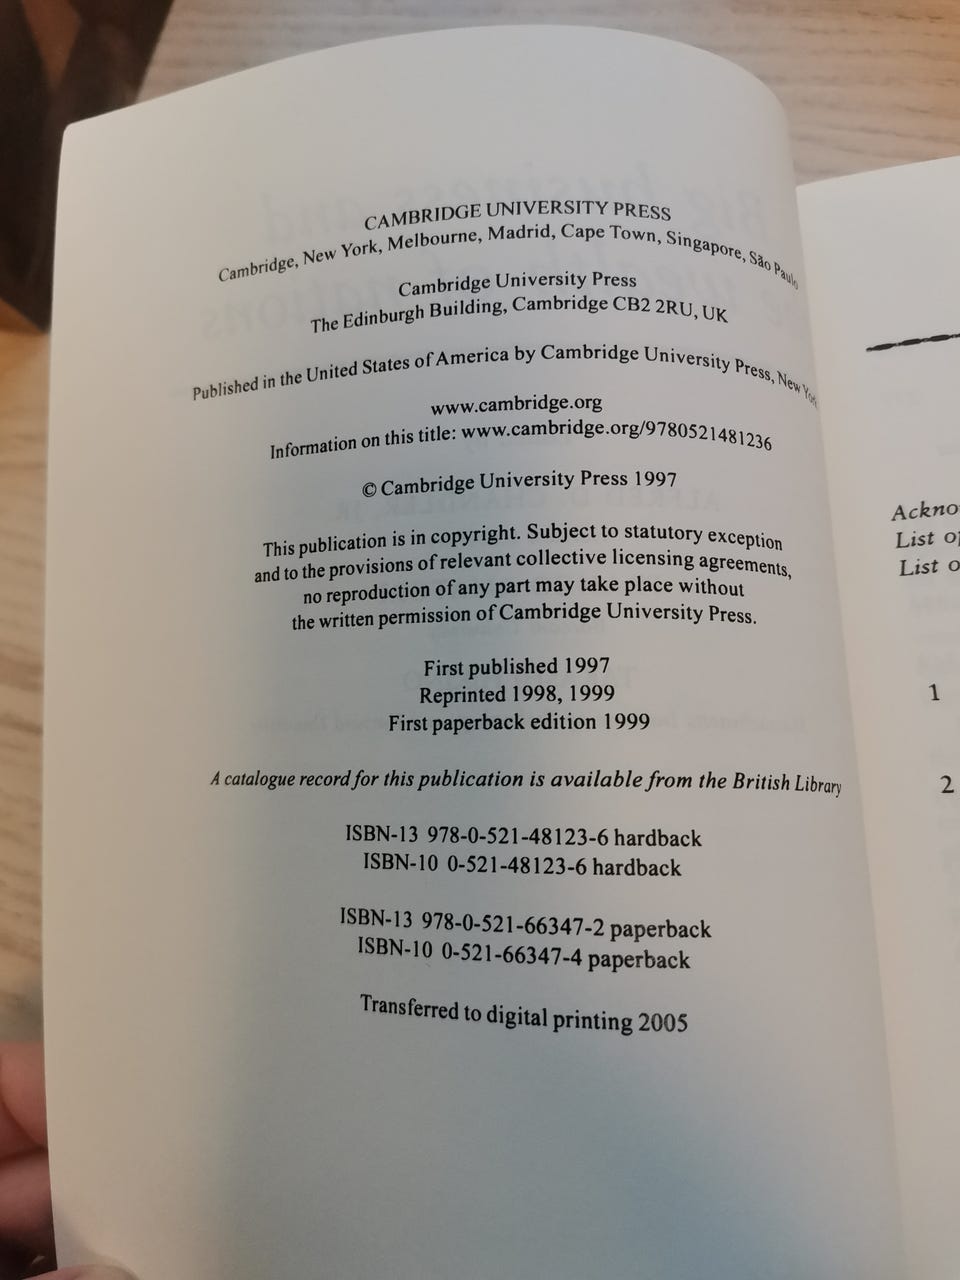 CAMBRIDGE UNIVERSITY PRESS
Cambridge, New York, Melbourne, Madrid, Cape Town, Singapore, São Paulo
Cambridge University Press
The Edinburgh Building, Cambridge CB2 2RU, UK
Published in the United States of America by Cambridge University Press, New York
www.cambridge.org
Information on this title: www.cambridge.org/9780521481236
© Cambridge University Press 1997
This publication is in copyright. Subject to statutory exception
and to the provisions of relevant collective licensing agreements,
no reproduction of any part may take place without
the written permission of Cambridge University Press.
First published 1997
Reprinted 1998, 1999
First paperback edition 1999
A catalogue record for this publication is available from the British Library
ISBN-13 978-0-521-48123-6 hardback
ISBN-10 0-521-48123-6 hardback
ISBN-13 978-0-521-66347-2 paperback
ISBN-10 0-521-66347-4 paperback
Transferred to digital printing 2005
Ackno
List o
List o
1
2